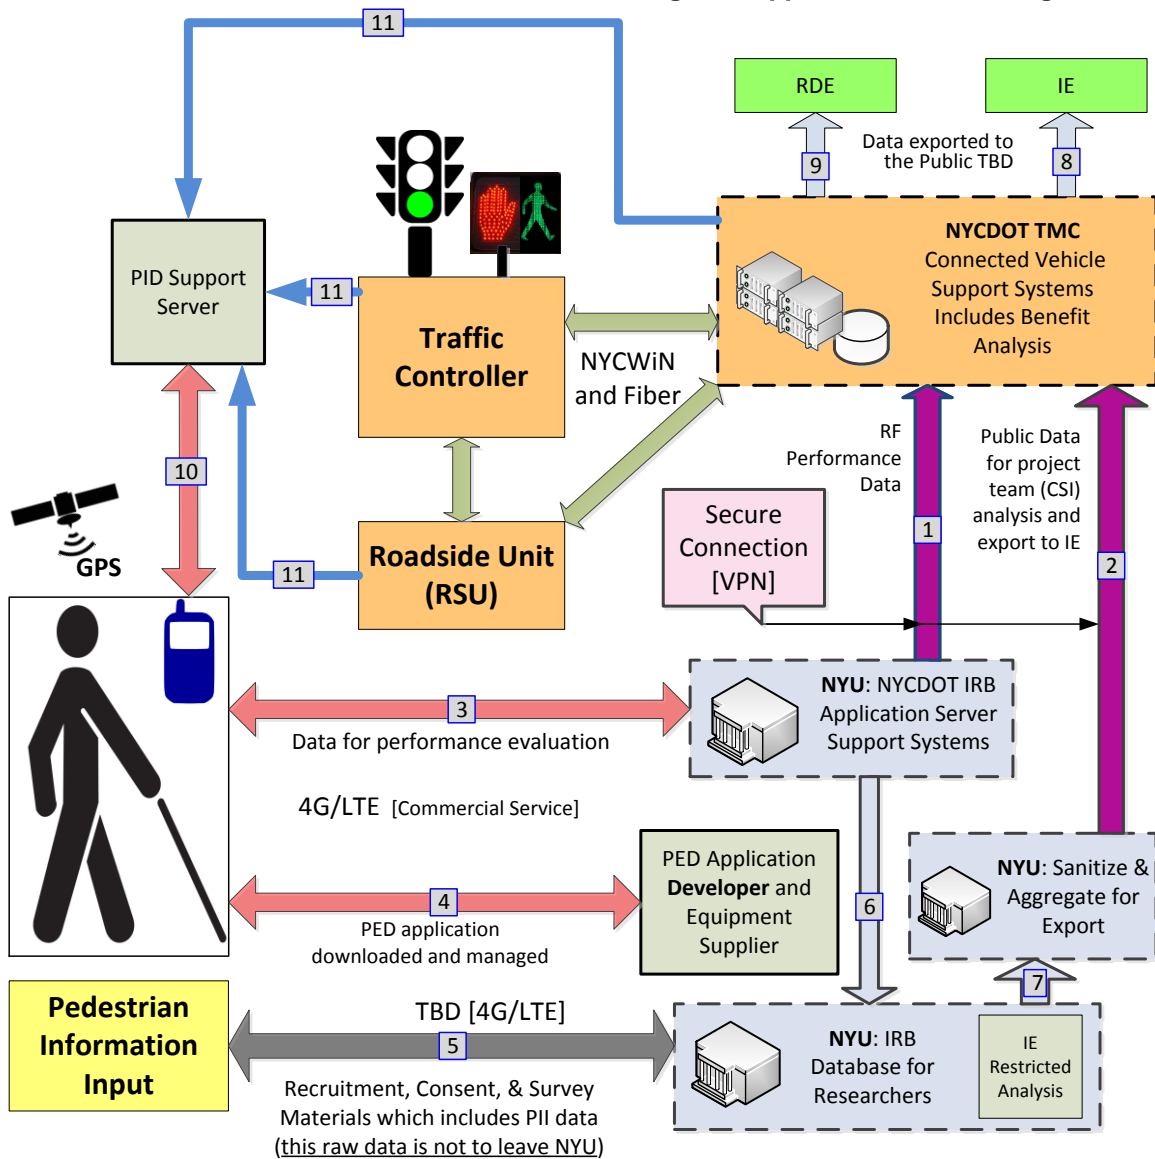 11
RDE
IE
Data exported to
the Public TBD
9
8
NYCDOT TMC
Connected Vehicle
Support Systems
Includes Benefit
Analysis
PID Support
Server
11
Traffic
Controller
NYCWiN
and Fiber
RF
Performance
Data
Public Data
for project
team (CSI)
analysis and
export to IE
10
1
2
Secure
Connection
[VPN]
GPS
Roadside Unit
(RSU)
11
3
Data for performance evaluation
NYU: NYCDOT IRB
Application Server
Support Systems
4G/LTE [Commercial Service]
4
PED application
downloaded and managed
PED Application
Developer and
Equipment
Supplier
6
NYU: Sanitize &
Aggregate for
Export
7
Pedestrian
Information
Input
TBD [4G/LTE]
5
Recruitment, Consent, & Survey
Materials which includes PII data
(this raw data is not to leave NYU)
NYU: IRB
Database for
Researchers
IE
Restricted
Analysis